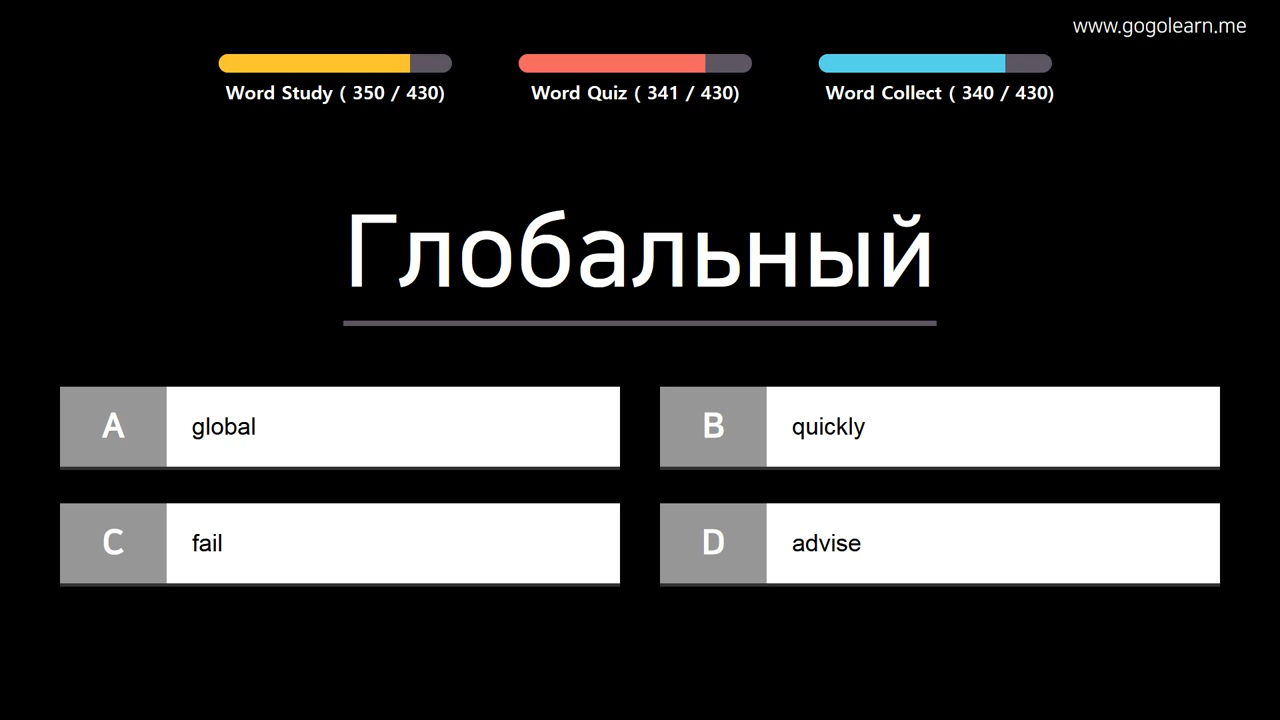 www.gogolearn.me
Word Study ( 350 / 430)
Word Quiz ( 341 / 430)
Word Collect ( 340 / 430)
Глобальный
A global
B quickly
C fail
D advise